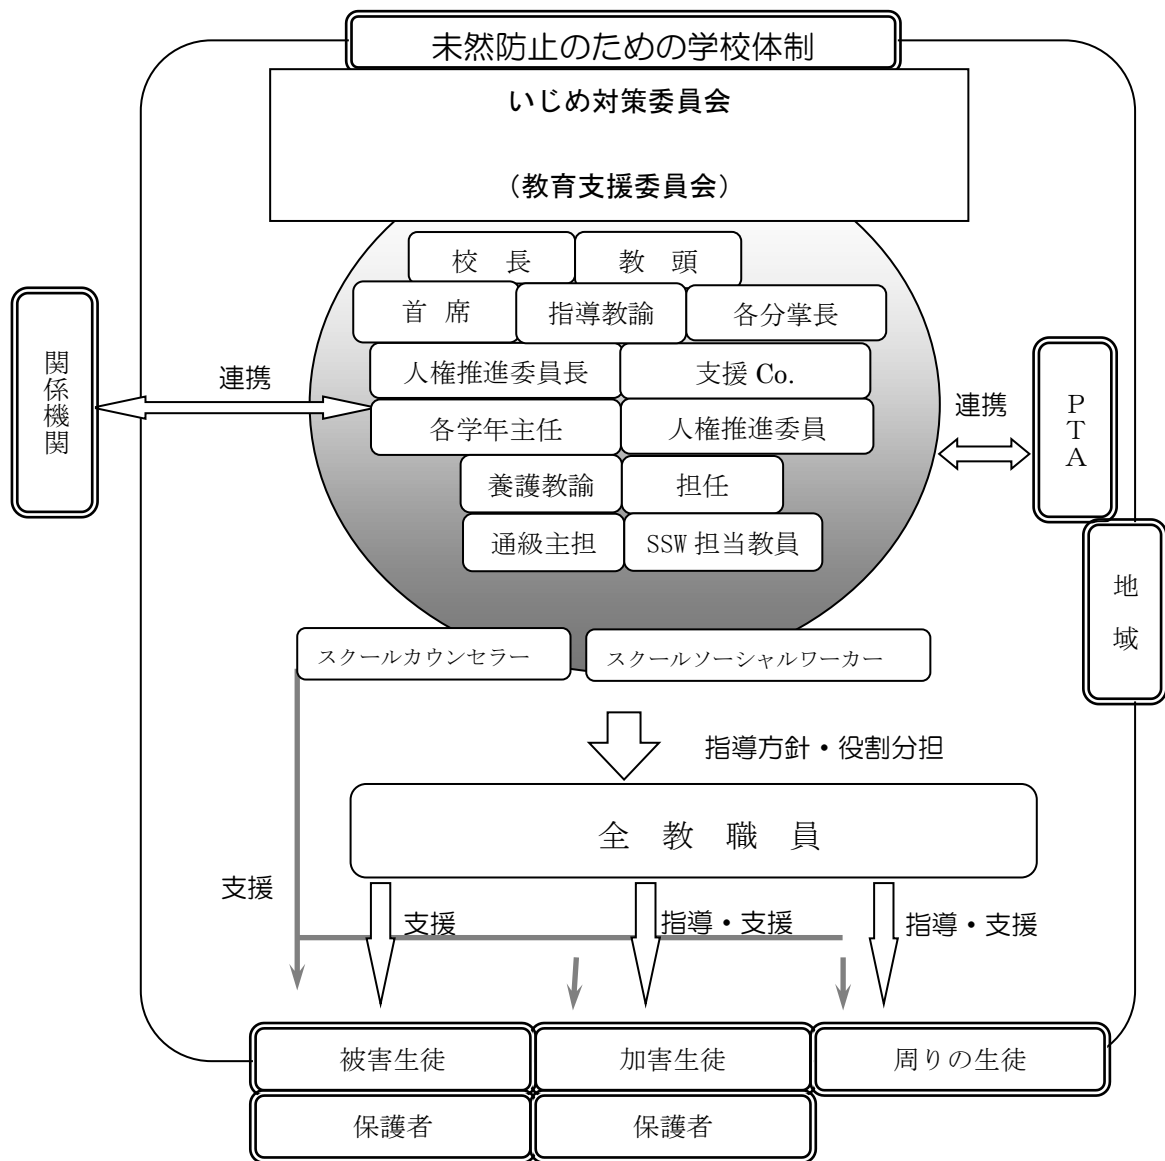 未然防止のための学校体制
いじめ対策委員会
（教育支援委員会）
校　長
教　頭
首 席
指導教諭
各分掌長
人権推進委員長
支援 Co.
各学年主任
人権推進委員
養護教諭
担任
通級主担
SSW 担当教員
スクールカウンセラー
スクールソーシャルワーカー
関係機関
連携
連携
ＰＴＡ
地域
指導方針・役割分担
全　教　職　員
支援
支援
指導・支援
指導・支援
被害生徒
加害生徒
周りの生徒
保護者
保護者